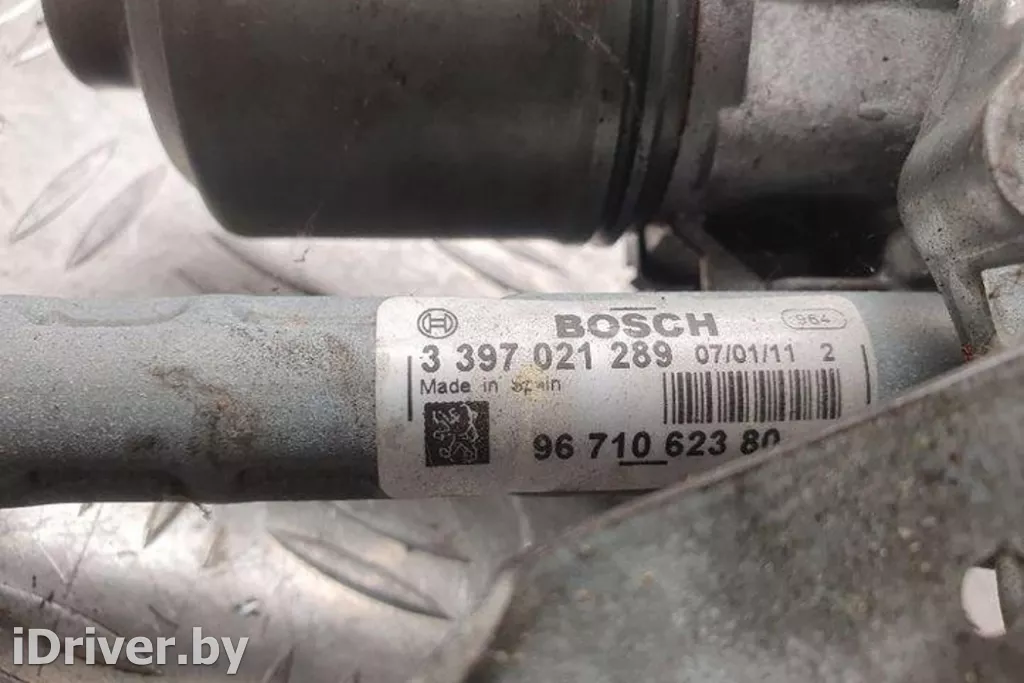 BOSCH 964
3 397 021 289 07/01/11 2
Made in Spain
96 710 623 80
iDriver.by